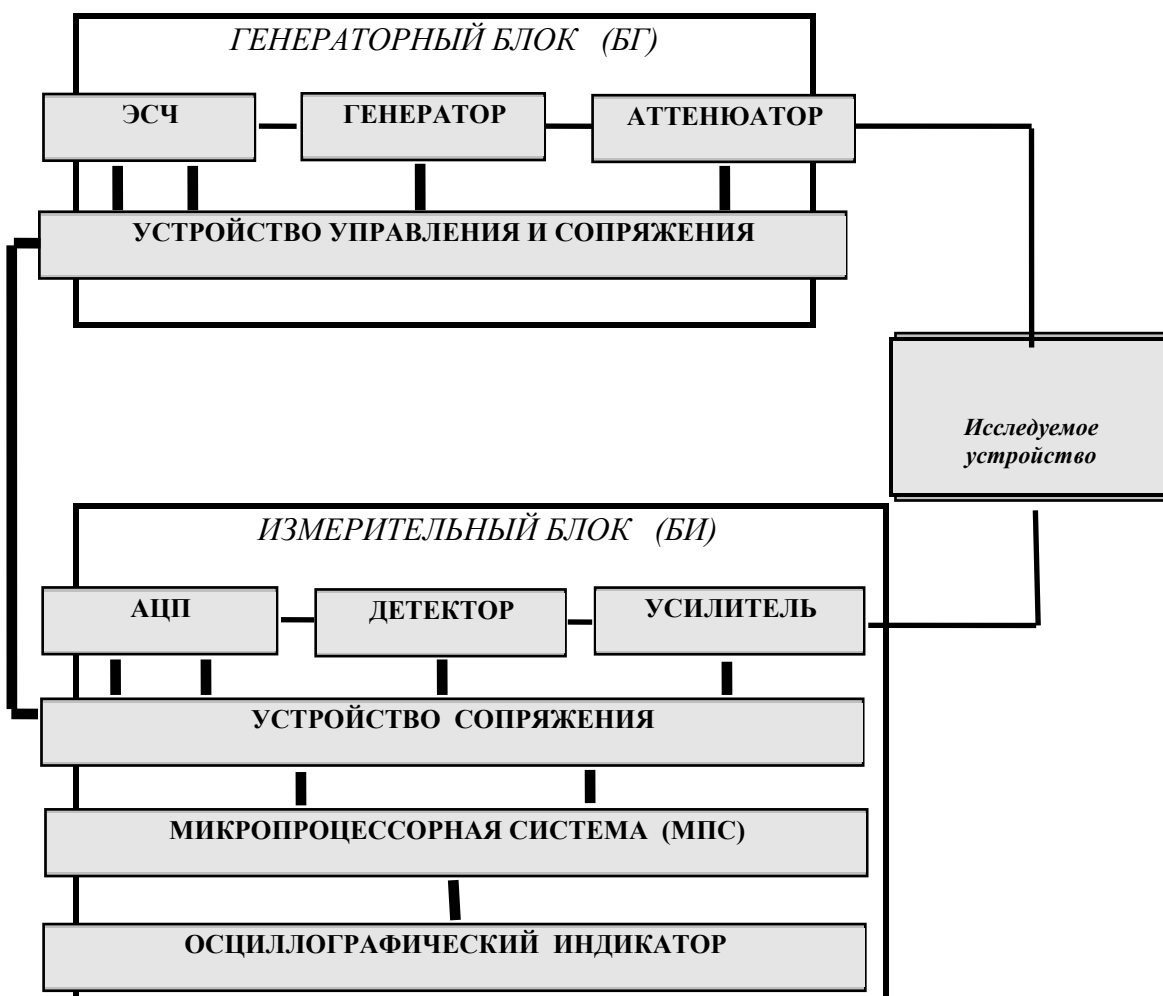 ГЕНЕРАТОРНЫЙ БЛОК (БГ)
ЭСЧ
ГЕНЕРАТОР
АТТЕНЮАТОР
УСТРОЙСТВО УПРАВЛЕНИЯ И СОПРЯЖЕНИЯ
Исследуемое
устройство
ИЗМЕРИТЕЛЬНЫЙ БЛОК (БИ)
АЦП
ДЕТЕКТОР
УСИЛИТЕЛЬ
УСТРОЙСТВО СОПРЯЖЕНИЯ
МИКРОПРОЦЕССОРНАЯ СИСТЕМА (МПС)
ОСЦИЛЛОГРАФИЧЕСКИЙ ИНДИКАТОР